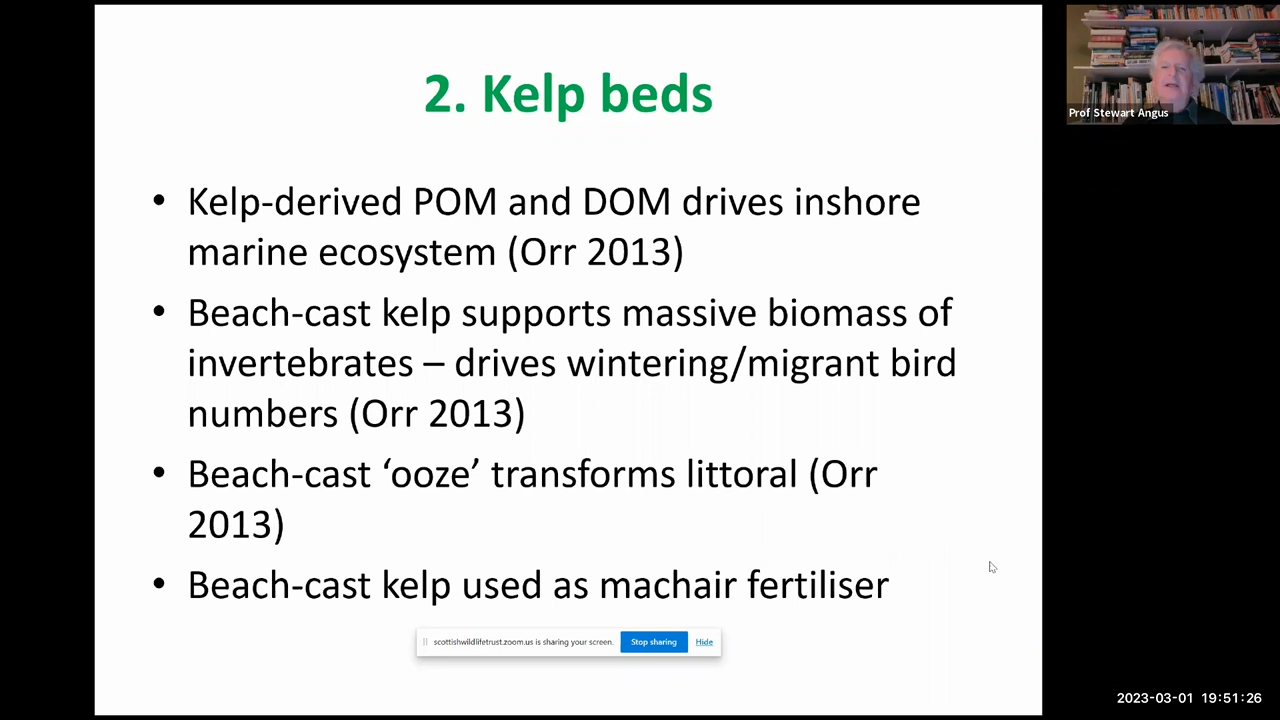 2. Kelp beds
• Kelp-derived POM and DOM drives inshore
marine ecosystem (Orr 2013)
• Beach-cast kelp supports massive biomass of
invertebrates – drives wintering/migrant bird
numbers (Orr 2013)
• Beach-cast ‘ooze’ transforms littoral (Orr
2013)
• Beach-cast kelp used as machair fertiliser
scottishwildlifetrust.zoom.us is sharing your screen. Stop sharing Hide
Prof Stewart Angus
2023-03-01 19:51:26